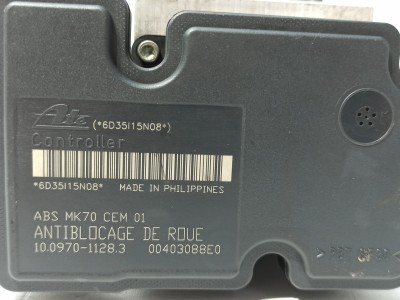 Ate (*6D35I15N08*)
Controller
*6D35I15N08* MADE IN PHILIPPINES
ABS MK70 CEM 01
ANTIBLOCAGE DE ROUE
10.0970-1128.3 00403088E0